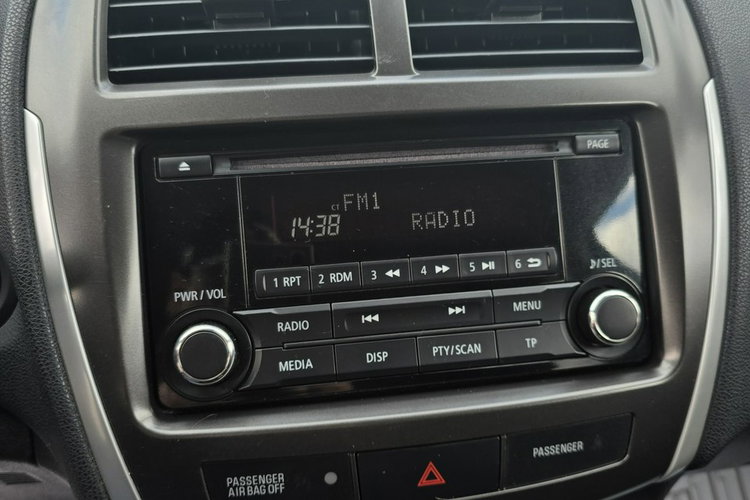 PAGE
CT FM1
14:38 RADIO
1 RPT 2 RDM 3 4 5 6
PWR / VOL
/SEL
RADIO MENU
MEDIA DISP PTY/SCAN TP
PASSENGER
AIR BAG OFF
PASSENGER